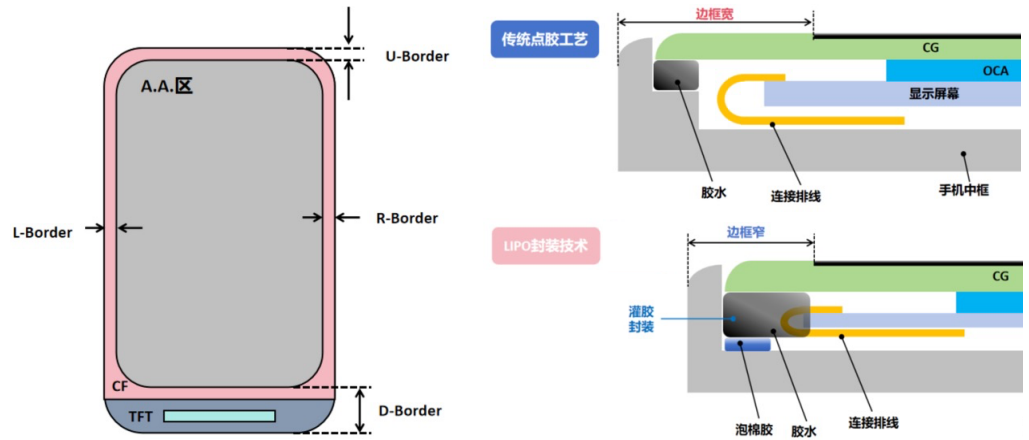 U-Border
A.A.区
L-Border
R-Border
CF
TFT
D-Border
传统点胶工艺
边框宽
CG
OCA
显示屏幕
胶水
连接排线
手机中框
LIPO封装技术
边框窄
CG
灌胶
封装
泡棉胶
胶水
连接排线